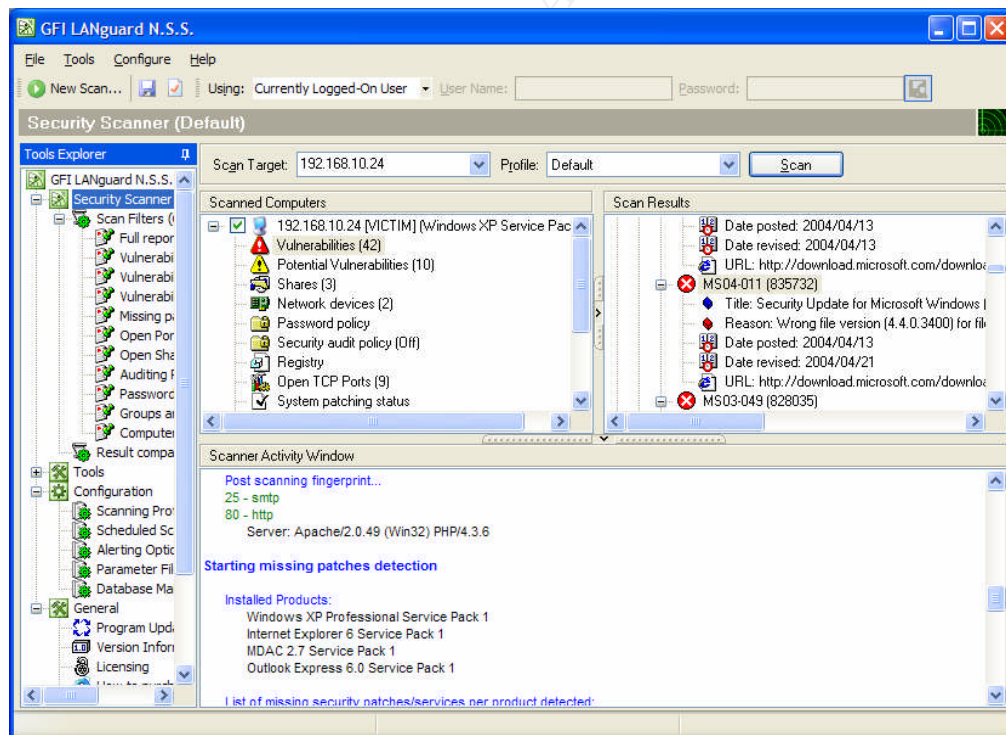 GFI LANguard N.S.S.
File Tools Configure Help
New Scan... Using: Currently Logged-On User User Name: Password:
Security Scanner (Default)
Tools Explorer
GFI LANguard N.S.S.
Security Scanner
Scan Filters (
Full repor
Vulnerabi
Vulnerabi
Vulnerabi
Missing pa
Open Por
Open Sha
Auditing F
Password
Groups a
Computer
Result compa
Tools
Configuration
Scanning Prof
Scheduled Sc
Alerting Optic
Parameter Fil
Database Ma
General
Program Upd
Version Inform
Licensing
Scan Target: 192.168.10.24 Profile: Default Scan
Scanned Computers
192.168.10.24 [VICTIM] (Windows XP Service Pac
Vulnerabilities (42)
Potential Vulnerabilities (10)
Shares (3)
Network devices (2)
Password policy
Security audit policy (Off)
Registry
Open TCP Ports (9)
System patching status
Scan Results
Date posted: 2004/04/13
Date revised: 2004/04/13
URL: http://download.microsoft.com/downloa
MS04-011 (835732)
Title: Security Update for Microsoft Windows (
Reason: Wrong file version (4.4.0.3400) for file
Date posted: 2004/04/13
Date revised: 2004/04/21
URL: http://download.microsoft.com/downloa
MS03-049 (828035)
Scanner Activity Window
Post scanning fingerprint...
25 - smtp
80 - http
Server: Apache/2.0.49 (Win32) PHP/4.3.6
Starting missing patches detection
Installed Products:
Windows XP Professional Service Pack 1
Internet Explorer 6 Service Pack 1
MDAC 2.7 Service Pack 1
Outlook Express 6.0 Service Pack 1
List of missing security patches/services per product detected: